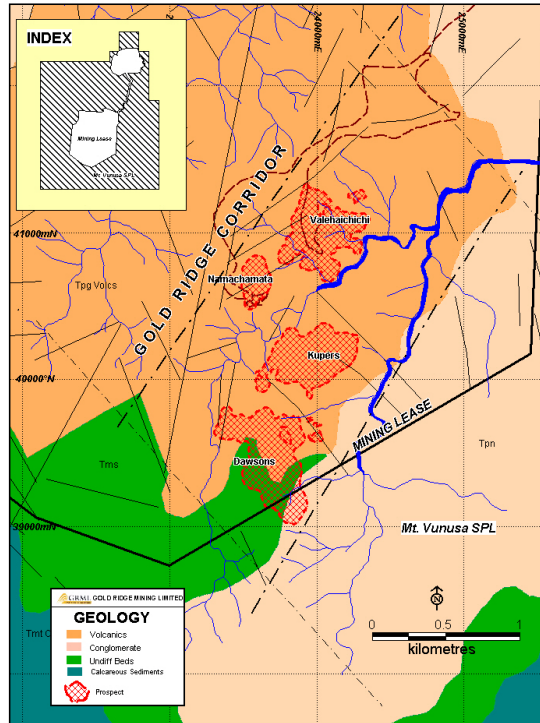 INDEX
Mining Lease
Mt. Vunusa SPL
24000mE
25000mE
GOLD RIDGE CORRIDOR
Valehaichichi
41000mN
Namachamata
Tpg Volcs
Kupers
40000°N
MINING LEASE
Tms
Dawsons
Tpn
39000mN
Mt. Vunusa SPL
GRML GOLD RIDGE MINING LIMITED
GEOLOGY
Volcanics
Conglomerate
Undiff Beds
Calcareous Sediments
Prospect
N
0 0.5 1
kilometres